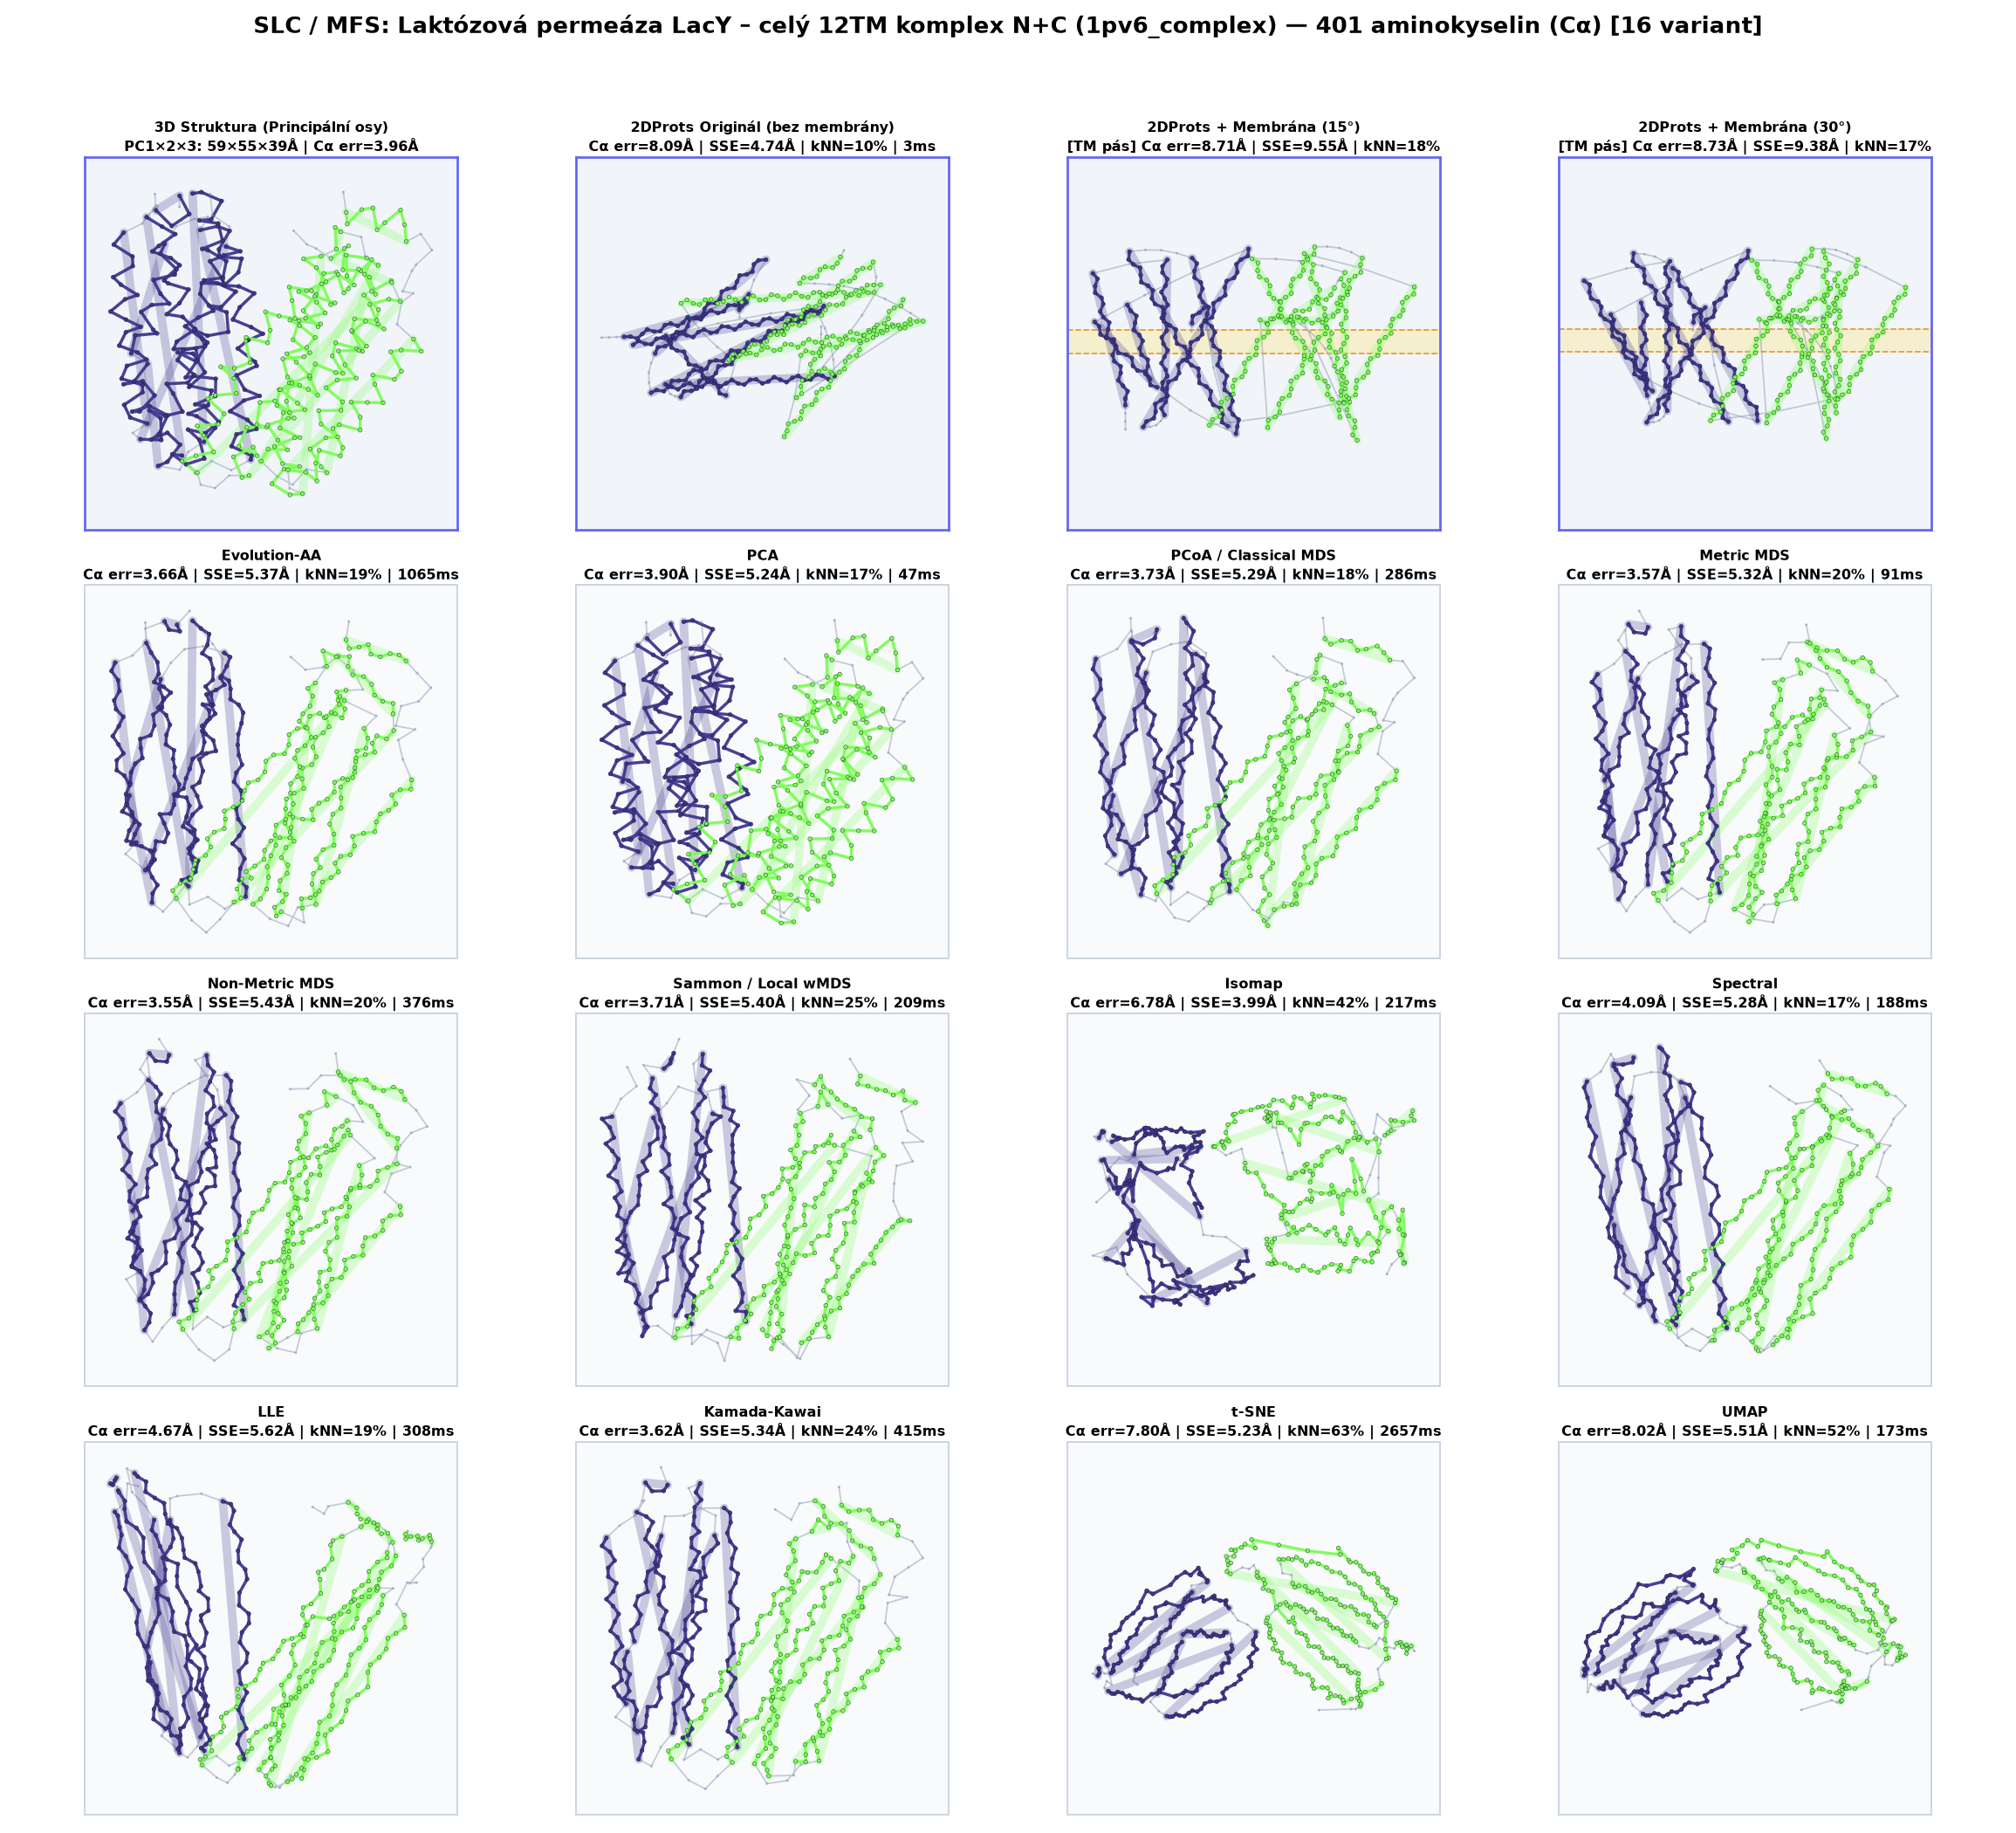 SLC / MFS: Laktózová permeáza LacY – celý 12TM komplex N+C (1pv6_complex) — 401 aminokyselin (Cα) [16 variant]
3D Struktura (Principální osy)
PC1×2×3: 59×55×39Å | Cα err=3.96Å
2DProts Originál (bez membrány)
Cα err=8.09Å | SSE=4.74Å | kNN=10% | 3ms
2DProts + Membrána (15°)
[TM pás] Cα err=8.71Å | SSE=9.55Å | kNN=18%
2DProts + Membrána (30°)
[TM pás] Cα err=8.73Å | SSE=9.38Å | kNN=17%
Evolution-AA
Cα err=3.66Å | SSE=5.37Å | kNN=19% | 1065ms
PCA
Cα err=3.90Å | SSE=5.24Å | kNN=17% | 47ms
PCoA / Classical MDS
Cα err=3.73Å | SSE=5.29Å | kNN=18% | 286ms
Metric MDS
Cα err=3.57Å | SSE=5.32Å | kNN=20% | 91ms
Non-Metric MDS
Cα err=3.55Å | SSE=5.43Å | kNN=20% | 376ms
Sammon / Local wMDS
Cα err=3.71Å | SSE=5.40Å | kNN=25% | 209ms
Isomap
Cα err=6.78Å | SSE=3.99Å | kNN=42% | 217ms
Spectral
Cα err=4.09Å | SSE=5.28Å | kNN=17% | 188ms
LLE
Cα err=4.67Å | SSE=5.62Å | kNN=19% | 308ms
Kamada-Kawai
Cα err=3.62Å | SSE=5.34Å | kNN=24% | 415ms
t-SNE
Cα err=7.80Å | SSE=5.23Å | kNN=63% | 2657ms
UMAP
Cα err=8.02Å | SSE=5.51Å | kNN=52% | 173ms